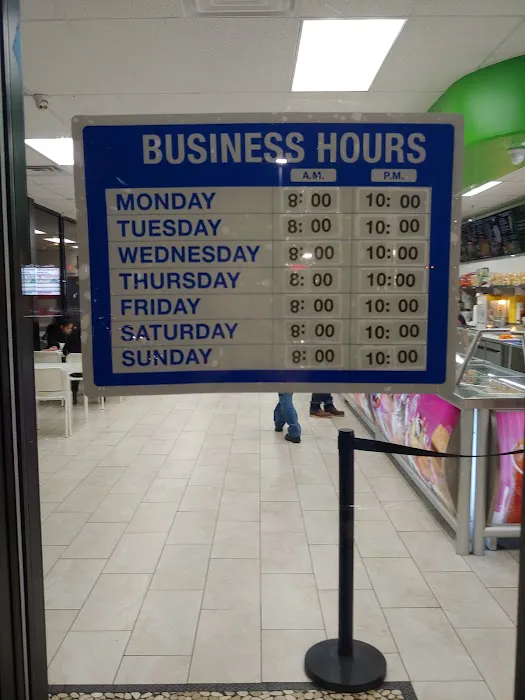 BUSINESS HOURS
A.M. P.M.
MONDAY 8: 00 10: 00
TUESDAY 8: 00 10: 00
WEDNESDAY 8: 00 10: 00
THURSDAY 8: 00 10: 00
FRIDAY 8: 00 10: 00
SATURDAY 8: 00 10: 00
SUNDAY 8: 00 10: 00